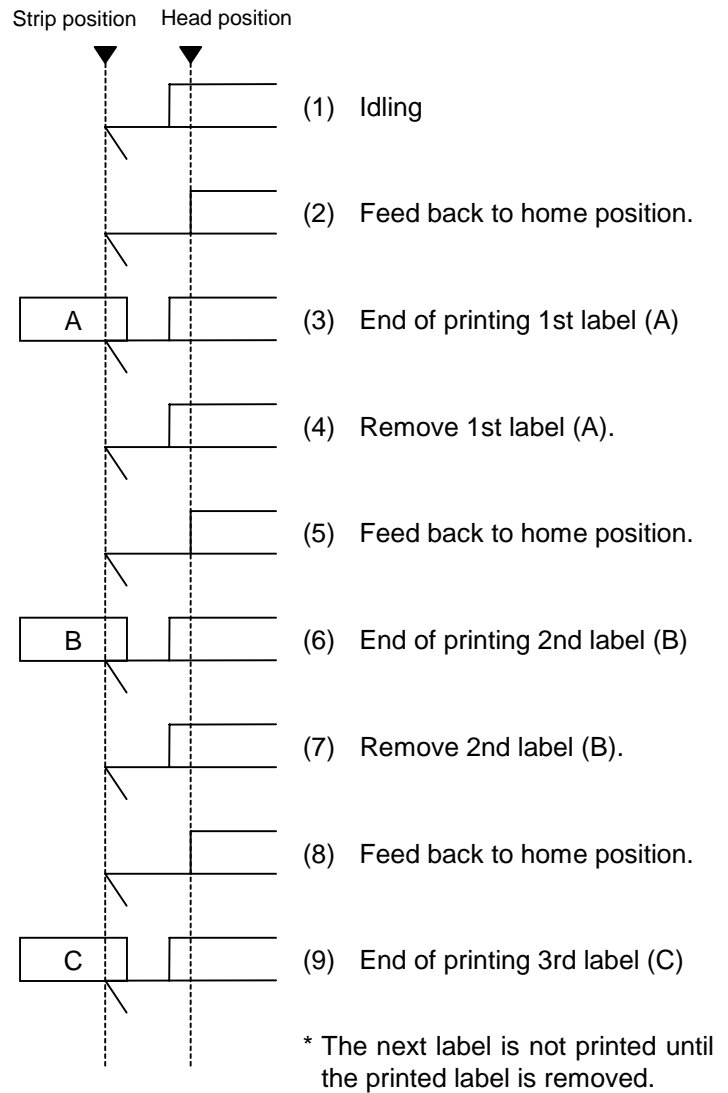 Strip position Head position
(1) Idling
(2) Feed back to home position.
A (3) End of printing 1st label (A)
(4) Remove 1st label (A).
(5) Feed back to home position.
B (6) End of printing 2nd label (B)
(7) Remove 2nd label (B).
(8) Feed back to home position.
C (9) End of printing 3rd label (C)
* The next label is not printed until
the printed label is removed.